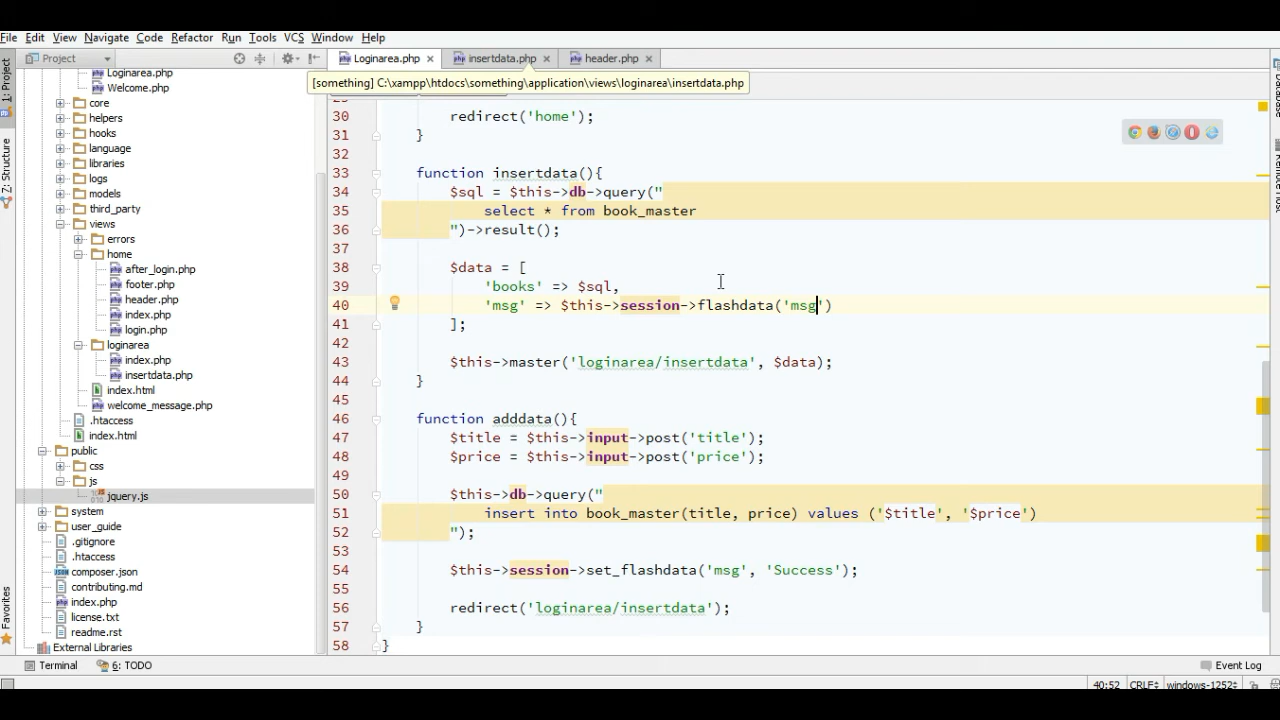 File Edit View Navigate Code Refactor Run Tools VCS Window Help
Project Loginarea.php insertdata.php header.php
[something] C:\xampp\htdocs\something\application\views\loginarea\insertdata.php
1: Project
Z: Structure
Favorites
Loginarea.php
Welcome.php
core
helpers
hooks
language
libraries
logs
models
third_party
views
errors
home
after_login.php
footer.php
header.php
index.php
login.php
loginarea
index.php
insertdata.php
index.html
welcome_message.php
.htaccess
index.html
public
css
js
jquery.js
system
user_guide
.gitignore
.htaccess
composer.json
contributing.md
index.php
license.txt
readme.rst
External Libraries
30 redirect('home');
31 }
32
33 function insertdata(){
34 $sql = $this->db->query("
35 select * from book_master
36 ")->result();
37
38 $data = [
39 'books' => $sql,
40 'msg' => $this->session->flashdata('msg')
41 ];
42
43 $this->master('loginarea/insertdata', $data);
44 }
45
46 function adddata(){
47 $title = $this->input->post('title');
48 $price = $this->input->post('price');
49
50 $this->db->query("
51 insert into book_master(title, price) values ('$title', '$price')
52 ");
53
54 $this->session->set_flashdata('msg', 'Success');
55
56 redirect('loginarea/insertdata');
57 }
58 }
Terminal 6: TODO Event Log
40:52 CRLF windows-1252